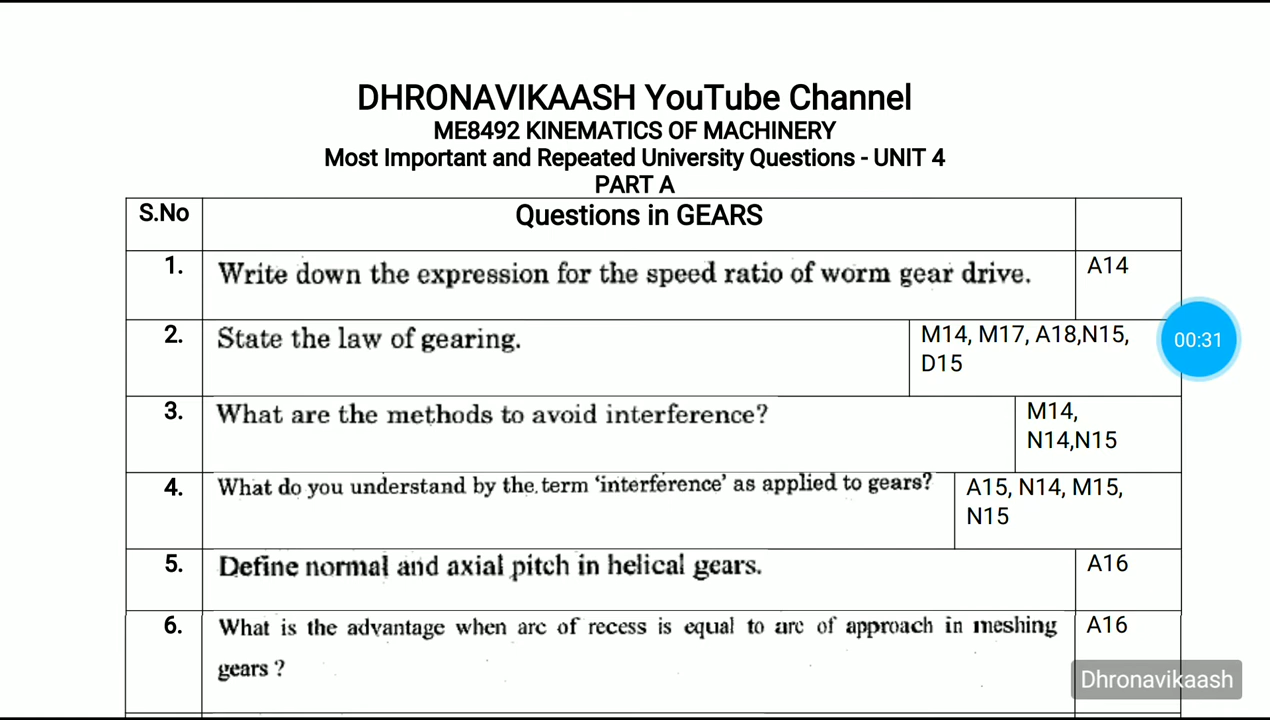 DHRONAVIKAASH YouTube Channel
ME8492 KINEMATICS OF MACHINERY
Most Important and Repeated University Questions - UNIT 4
PART A
S.No Questions in GEARS
1. Write down the expression for the speed ratio of worm gear drive. A14
2. State the law of gearing. M14, M17, A18,N15,
D15
00:31
3. What are the methods to avoid interference? M14,
N14,N15
4. What do you understand by the term 'interference' as applied to gears? A15, N14, M15,
N15
5. Define normal and axial pitch in helical gears. A16
6. What is the advantage when arc of recess is equal to arc of approach in meshing A16
gears ?
Dhronavikaash